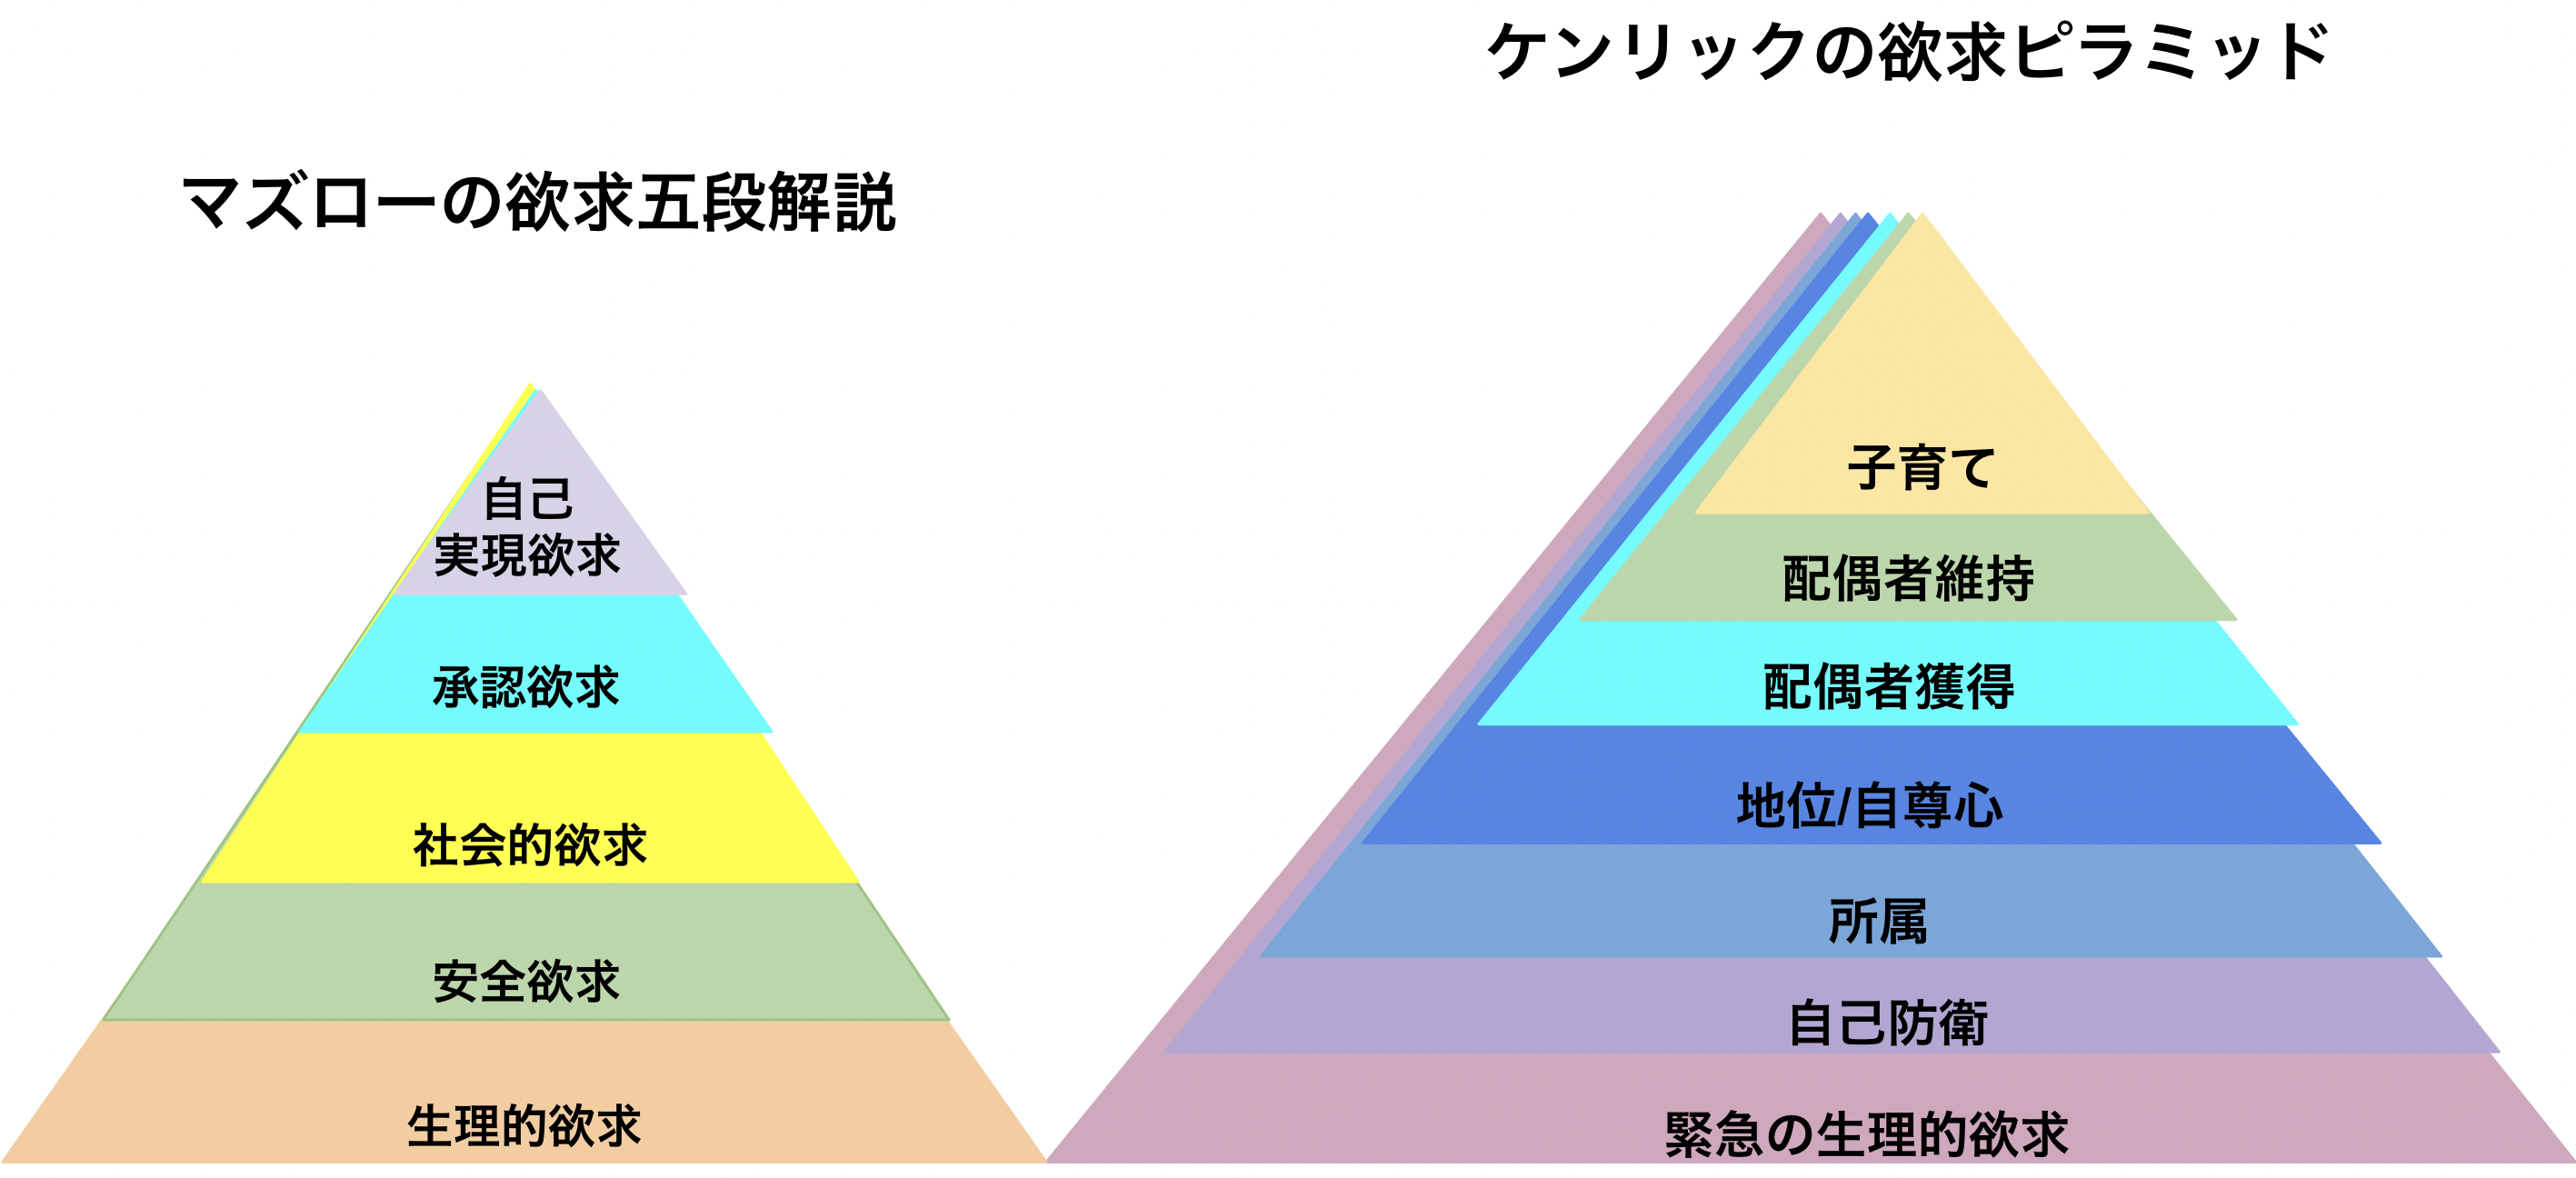 マズローの欲求五段解説
自己
実現欲求
承認欲求
社会的欲求
安全欲求
生理的欲求
ケンリックの欲求ピラミッド
子育て
配偶者維持
配偶者獲得
地位/自尊心
所属
自己防衛
緊急の生理的欲求